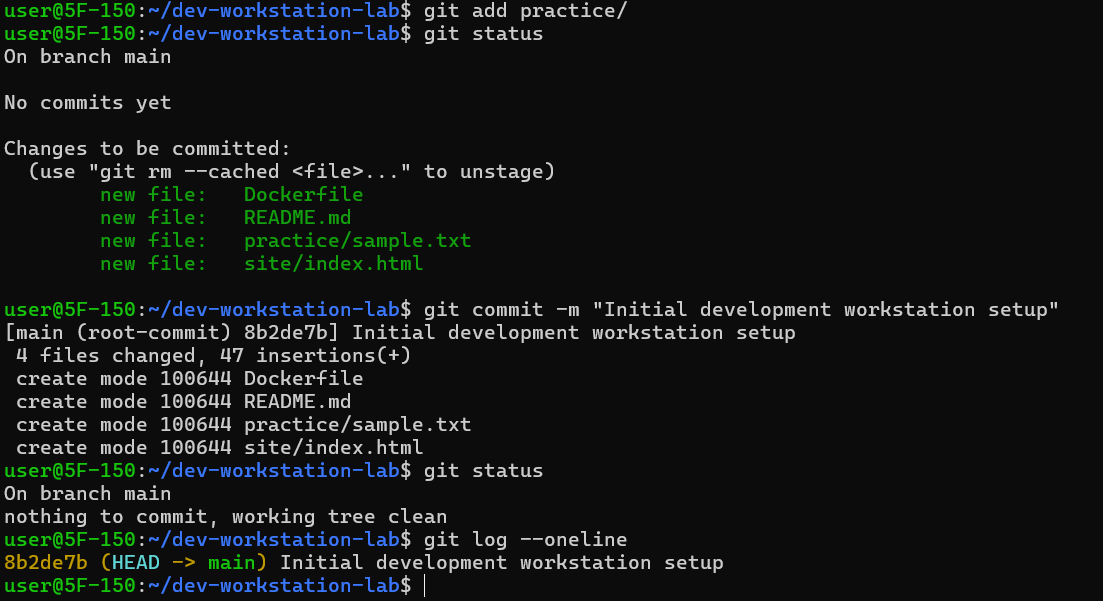 user@5F-150:~/dev-workstation-lab$ git add practice/
user@5F-150:~/dev-workstation-lab$ git status
On branch main

No commits yet

Changes to be committed:
  (use "git rm --cached <file>..." to unstage)
        new file:   Dockerfile
        new file:   README.md
        new file:   practice/sample.txt
        new file:   site/index.html

user@5F-150:~/dev-workstation-lab$ git commit -m "Initial development workstation setup"
[main (root-commit) 8b2de7b] Initial development workstation setup
 4 files changed, 47 insertions(+)
 create mode 100644 Dockerfile
 create mode 100644 README.md
 create mode 100644 practice/sample.txt
 create mode 100644 site/index.html
user@5F-150:~/dev-workstation-lab$ git status
On branch main
nothing to commit, working tree clean
user@5F-150:~/dev-workstation-lab$ git log --oneline
8b2de7b (HEAD -> main) Initial development workstation setup
user@5F-150:~/dev-workstation-lab$